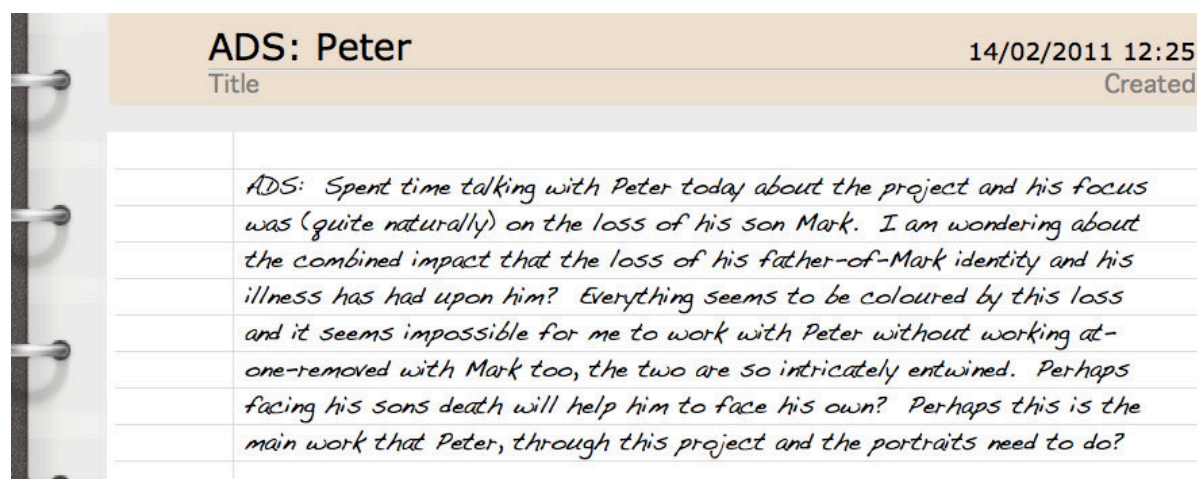 ADS: Peter
14/02/2011 12:25
Title
Created
ADS: Spent time talking with Peter today about the project and his focus
was (quite naturally) on the loss of his son Mark. I am wondering about
the combined impact that the loss of his father-of-Mark identity and his
illness has had upon him? Everything seems to be coloured by this loss
and it seems impossible for me to work with Peter without working at-
one-removed with Mark too, the two are so intricately entwined. Perhaps
facing his sons death will help him to face his own? Perhaps this is the
main work that Peter, through this project and the portraits need to do?